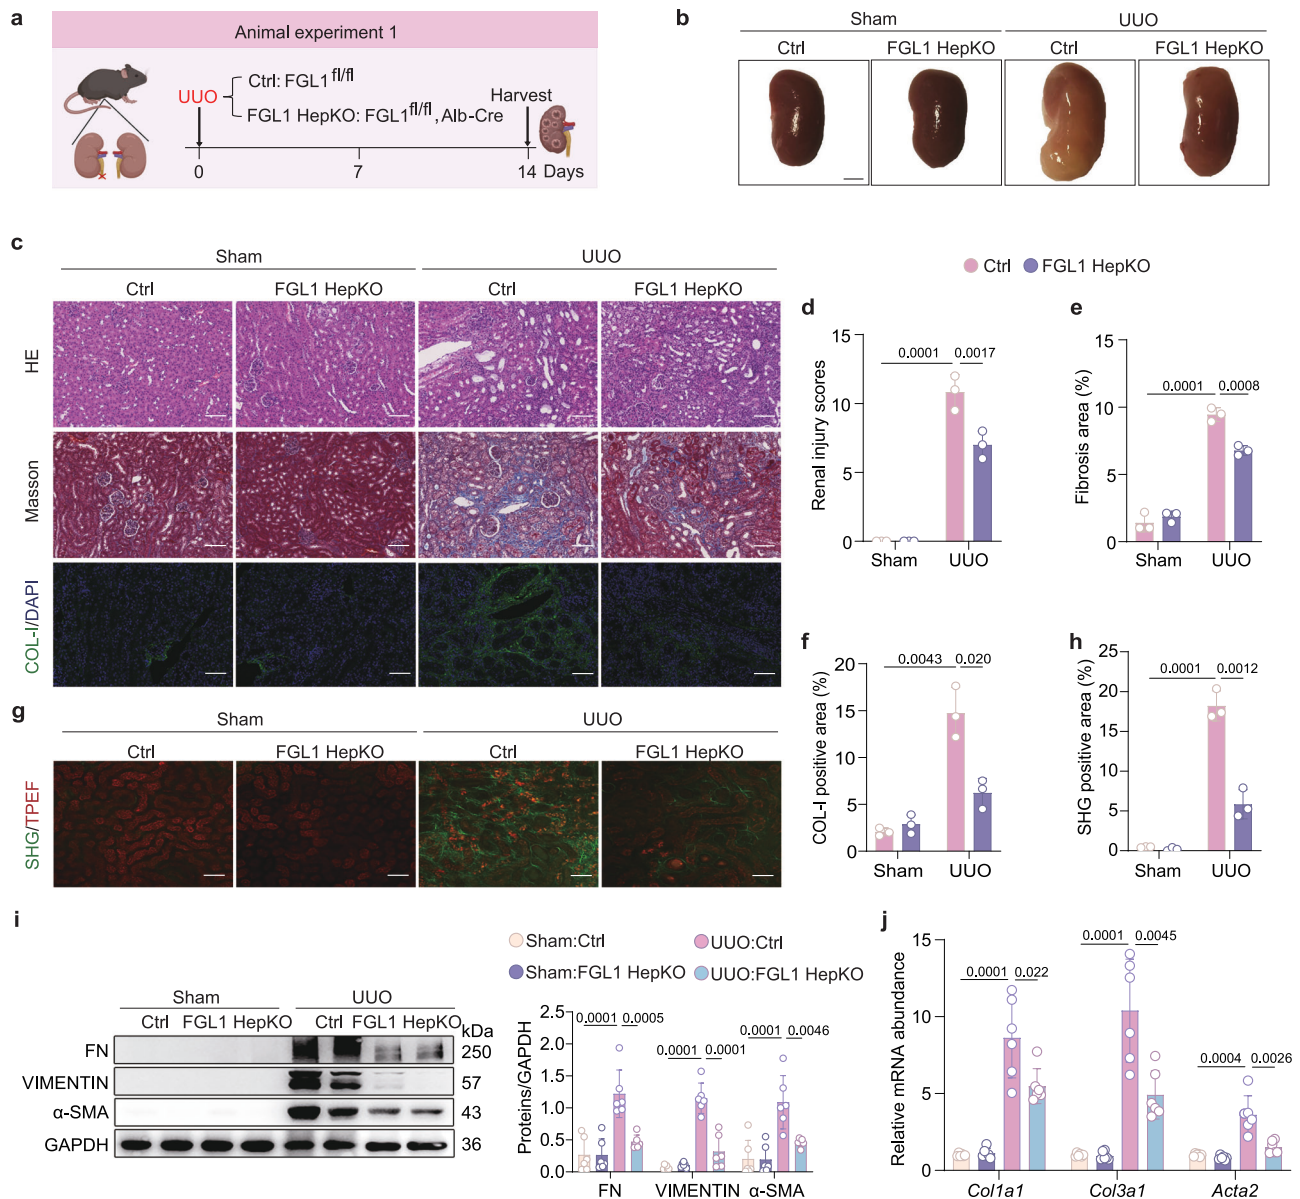 a
Animal experiment 1
UUO
Ctrl: FGL1fl/fl
FGL1 HepKO: FGL1fl/fl, Alb-Cre
Harvest
0 7 14 Days
b
Sham UUO
Ctrl FGL1 HepKO Ctrl FGL1 HepKO
c
Sham UUO
Ctrl FGL1 HepKO Ctrl FGL1 HepKO
HE
Masson
COL-I/DAPI
Ctrl FGL1 HepKO
d
Renal injury scores
15
10
5
0
0.0001 0.0017
Sham UUO
e
Fibrosis area (%)
15
10
5
0
0.0001 0.0008
Sham UUO
f
COL-I positive area (%)
20
15
10
5
0
0.0043 0.020
Sham UUO
g
Sham UUO
Ctrl FGL1 HepKO Ctrl FGL1 HepKO
SHG/TPEF
h
SHG positive area (%)
25
20
15
10
5
0
0.0001 0.0012
Sham UUO
i
Sham UUO
Ctrl FGL1 HepKO Ctrl FGL1 HepKO
kDa
FN 250
VIMENTIN 57
α-SMA 43
GAPDH 36
Sham:Ctrl UUO:Ctrl
Sham:FGL1 HepKO UUO:FGL1 HepKO
Proteins/GAPDH
2.5
2.0
1.5
1.0
0.5
0.0
0.0001 0.0005
0.0001 0.0001
0.0001 0.0046
FN VIMENTIN α-SMA
j
Relative mRNA abundance
15
10
5
0
0.0001 0.022
0.0001 0.0045
0.0004 0.0026
Col1a1 Col3a1 Acta2